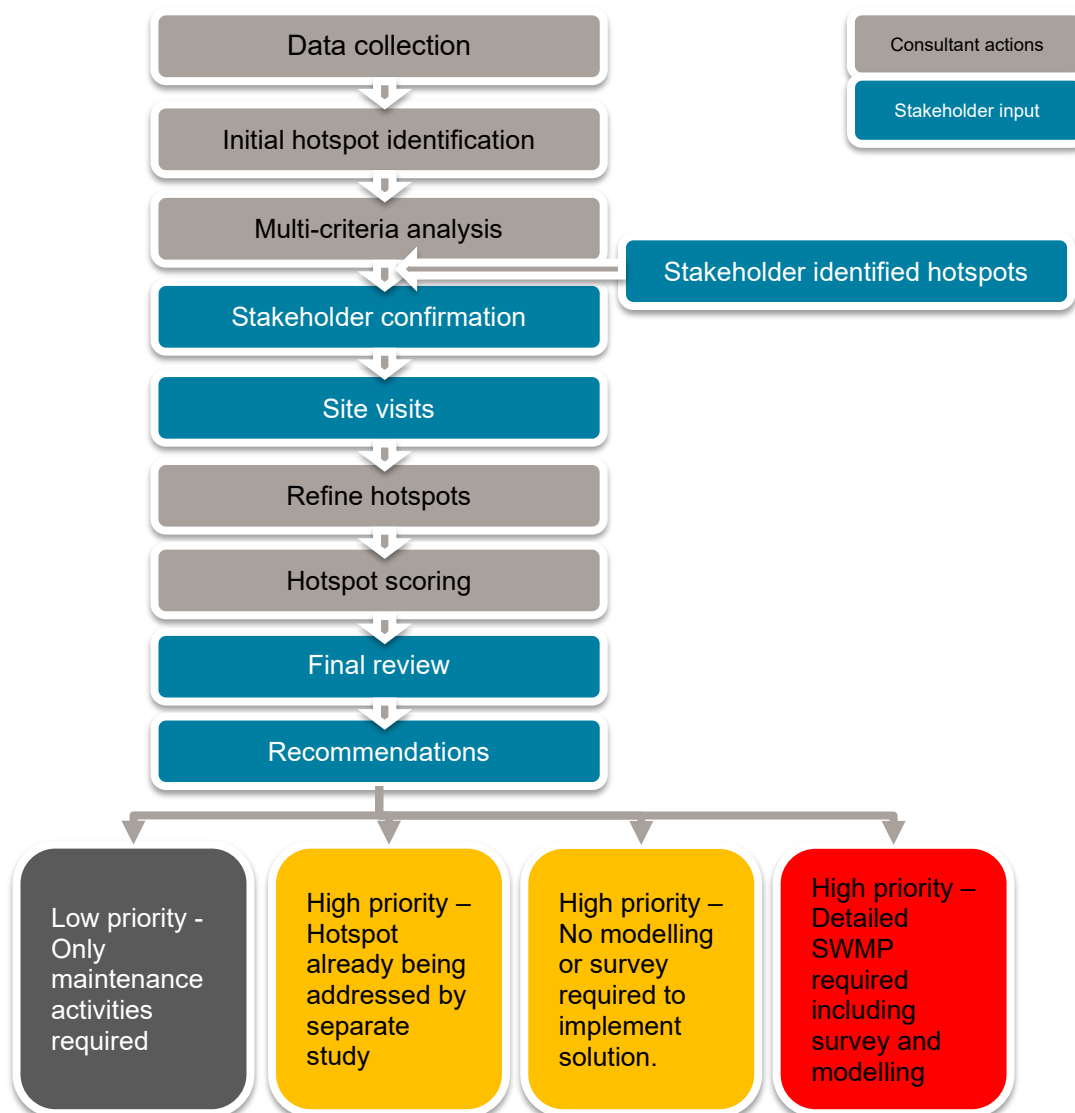 Data collection
Consultant actions
Initial hotspot identification
Stakeholder input
Multi-criteria analysis
Stakeholder identified hotspots
Stakeholder confirmation
Site visits
Refine hotspots
Hotspot scoring
Final review
Recommendations
Low priority -
Only
maintenance
activities
required
High priority –
Hotspot
already being
addressed by
separate
study
High priority –
No modelling
or survey
required to
implement
solution.
High priority –
Detailed
SWMP
required
including
survey and
modelling